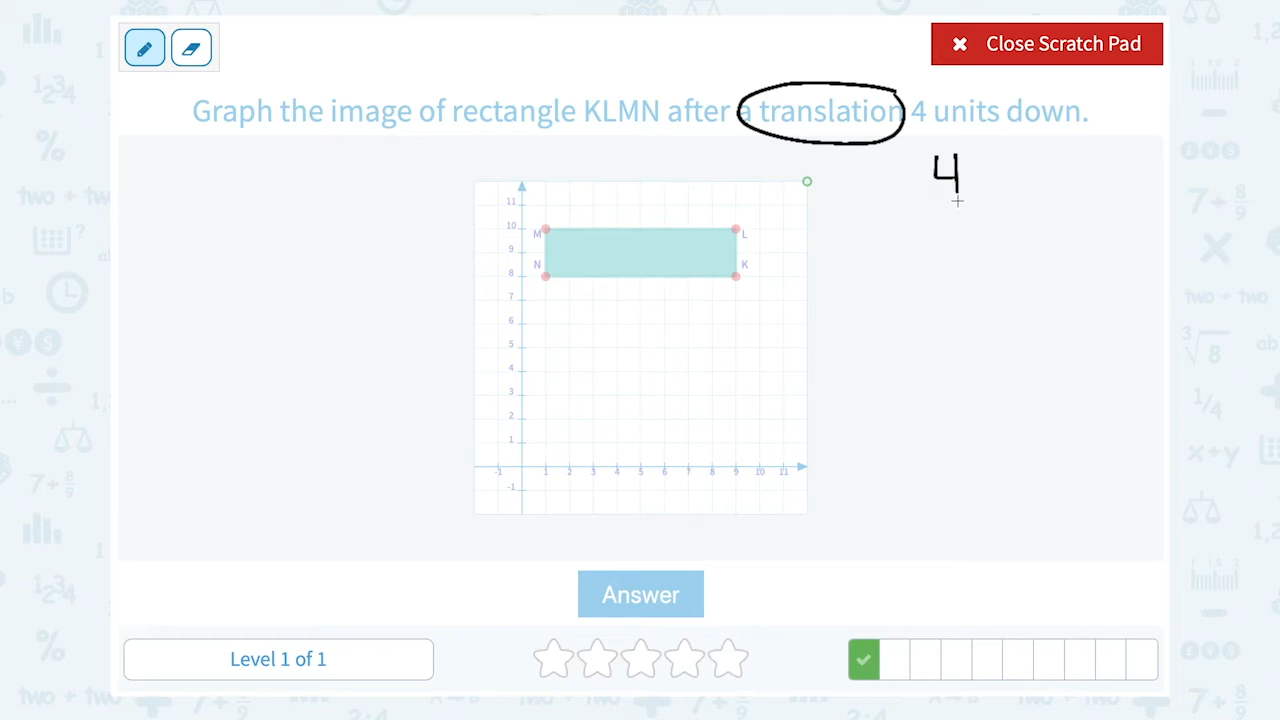 Close Scratch Pad
Graph the image of rectangle KLMN after a translation 4 units down.
4
11
10
M
L
9
N
K
8
7
6
5
4
3
2
1
-1 1 2 3 4 5 6 7 8 9 10 11
-1
Answer
Level 1 of 1